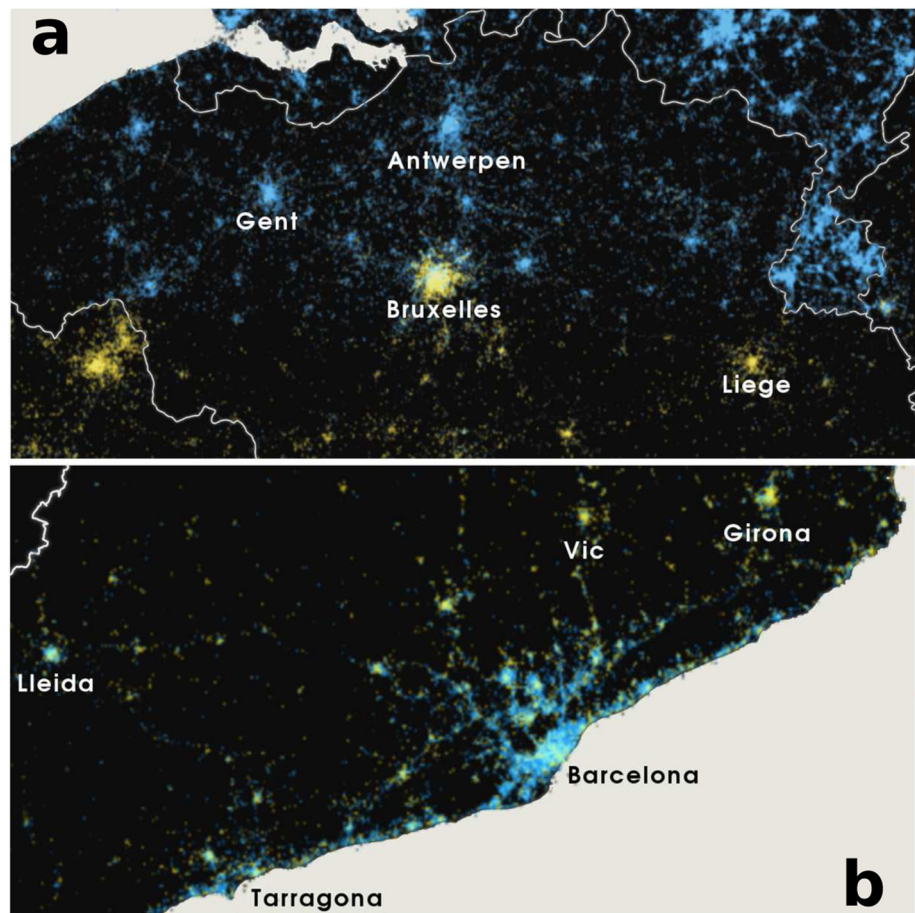 a
Antwerpen
Gent
Bruxelles
Liege
Vic
Girona
Lleida
Barcelona
Tarragona
b